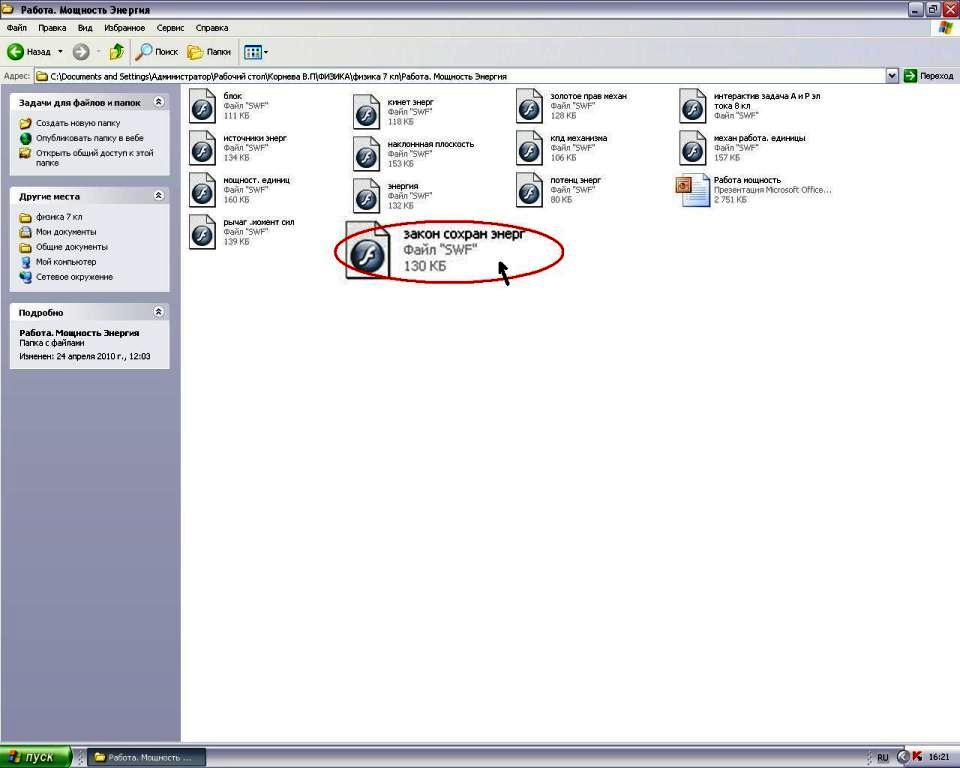 Работа. Мощность Энергия
Файл Правка Вид Избранное Сервис Справка
Назад Поиск Папки
Адрес: C:\Documents and Settings\Администратор\Рабочий стол\Корнева В.П\ФИЗИКА\физика 7 кл\Работа. Мощность Энергия Переход
Задачи для файлов и папок
Создать новую папку
Опубликовать папку в вебе
Открыть общий доступ к этой
папке
Другие места
физика 7 кл
Мои документы
Общие документы
Мой компьютер
Сетевое окружение
Подробно
Работа. Мощность Энергия
Папка с файлами
Изменен: 24 апреля 2010 г., 12:03
блок
Файл "SWF"
111 КБ
кинет энерг
Файл "SWF"
118 КБ
золотое прав механ
Файл "SWF"
128 КБ
интерактив задача А и Р эл
тока 8 кл
Файл "SWF"
источники энерг
Файл "SWF"
134 КБ
наклоннная плоскость
Файл "SWF"
153 КБ
кпд механизма
Файл "SWF"
106 КБ
механ работа. единицы
Файл "SWF"
157 КБ
мощност. единиц
Файл "SWF"
160 КБ
энергия
Файл "SWF"
132 КБ
потенц энерг
Файл "SWF"
80 КБ
Работа мощность
Презентация Microsoft Office...
2 751 КБ
рычаг .момент сил
Файл "SWF"
139 КБ
закон сохран энерг
Файл "SWF"
130 КБ
пуск
Работа. Мощность ...
RU
16:21